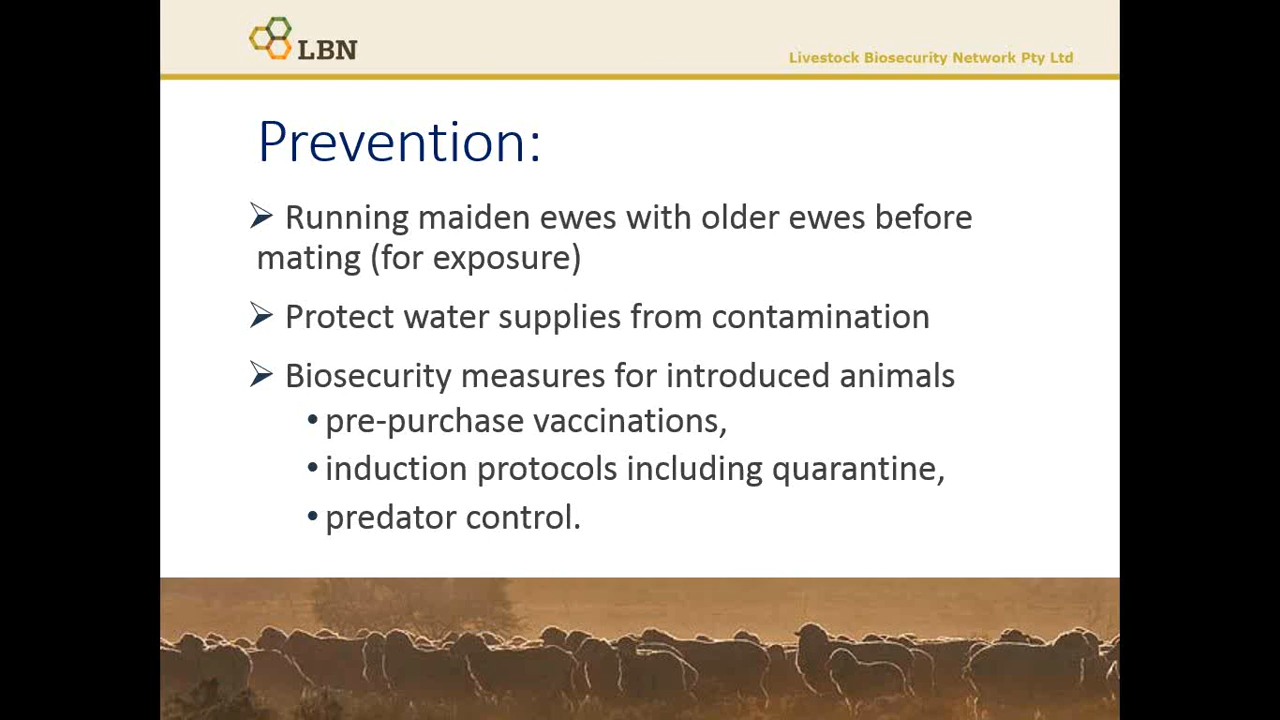 LBN
Livestock Biosecurity Network Pty Ltd
Prevention:
➢ Running maiden ewes with older ewes before
mating (for exposure)
➢ Protect water supplies from contamination
➢ Biosecurity measures for introduced animals
• pre-purchase vaccinations,
• induction protocols including quarantine,
• predator control.